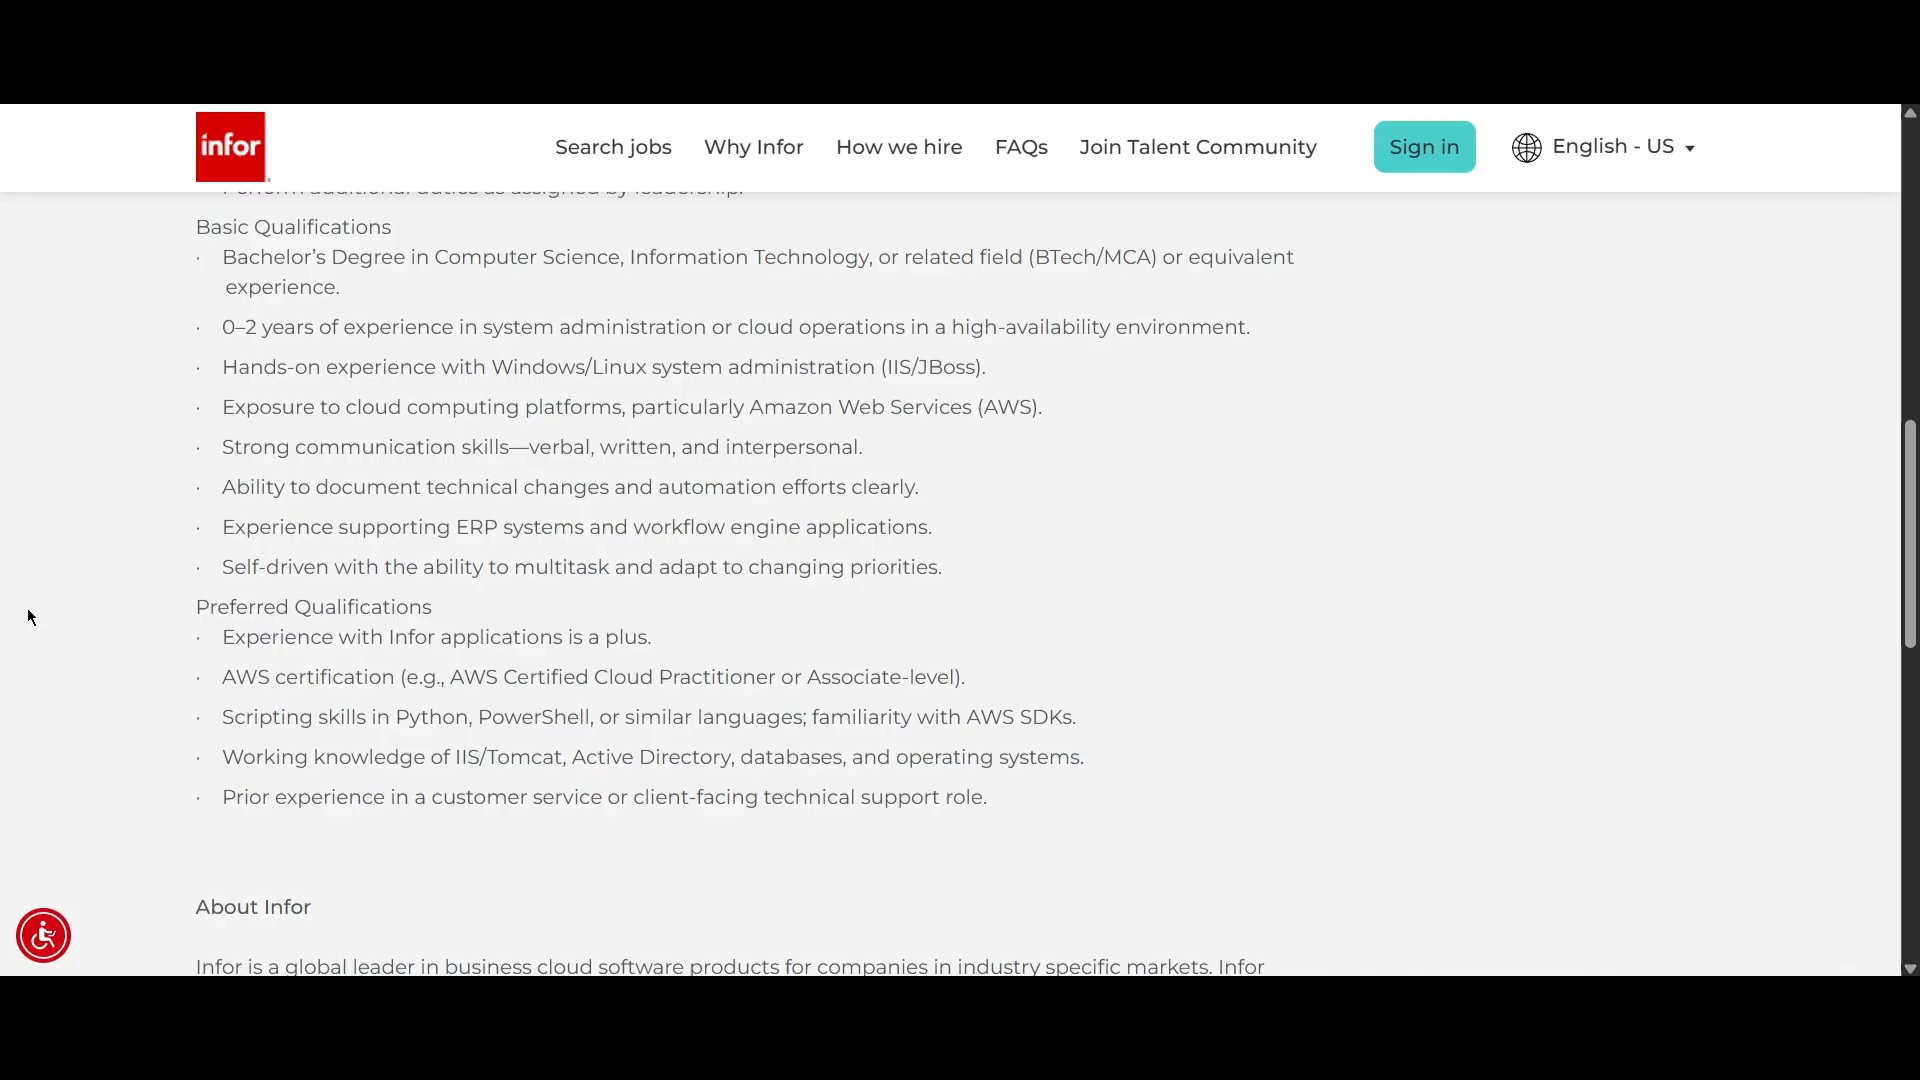 infor
Search jobs
Why Infor
How we hire
FAQs
Join Talent Community
Sign in
English - US
Perform additional duties as assigned by leadership.
Basic Qualifications
· Bachelor’s Degree in Computer Science, Information Technology, or related field (BTech/MCA) or equivalent
experience.
· 0–2 years of experience in system administration or cloud operations in a high-availability environment.
· Hands-on experience with Windows/Linux system administration (IIS/JBoss).
· Exposure to cloud computing platforms, particularly Amazon Web Services (AWS).
· Strong communication skills—verbal, written, and interpersonal.
· Ability to document technical changes and automation efforts clearly.
· Experience supporting ERP systems and workflow engine applications.
· Self-driven with the ability to multitask and adapt to changing priorities.
Preferred Qualifications
· Experience with Infor applications is a plus.
· AWS certification (e.g., AWS Certified Cloud Practitioner or Associate-level).
· Scripting skills in Python, PowerShell, or similar languages; familiarity with AWS SDKs.
· Working knowledge of IIS/Tomcat, Active Directory, databases, and operating systems.
· Prior experience in a customer service or client-facing technical support role.
About Infor
Infor is a global leader in business cloud software products for companies in industry specific markets. Infor